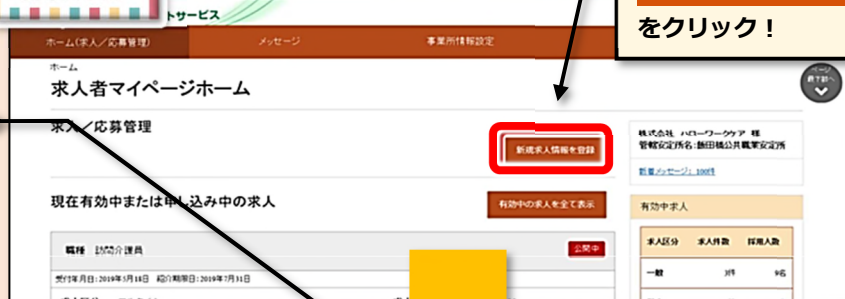 トサービス
をクリック！
ホーム(求人／応募管理)
メッセージ
事業所情報設定
ホーム
求人者マイページホーム
求人／応募管理
新規求人情報を登録
株式会社 ハローワークケア 様
管轄安定所名:飯田橋公共職業安定所
新着メッセージ: 100件
現在有効中または申し込み中の求人
有効中の求人を全て表示
有効中求人
求人区分 求人件数 採用人数
職種 訪問介護員
公開中
一般 3件 9名
受付年月日:2019年5月18日 紹介期限日:2019年7月31日